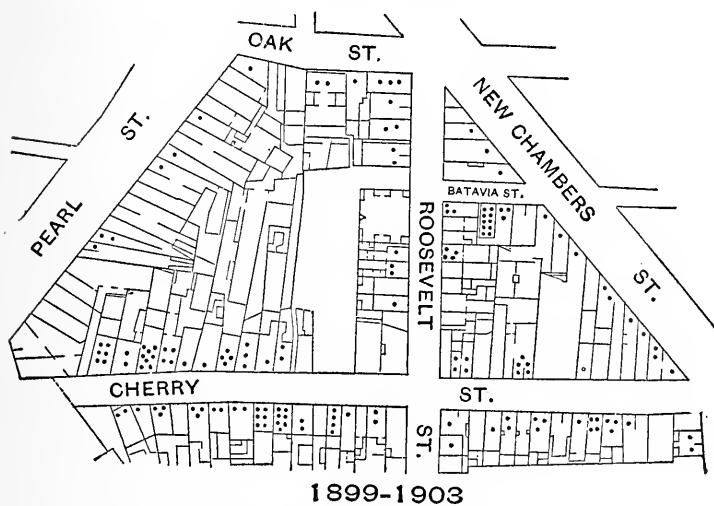 OAK ST.
PEARL ST.
NEW CHAMBERS ST.
BATAVIA ST.
ROOSEVELT ST.
CHERRY ST.
1899-1903